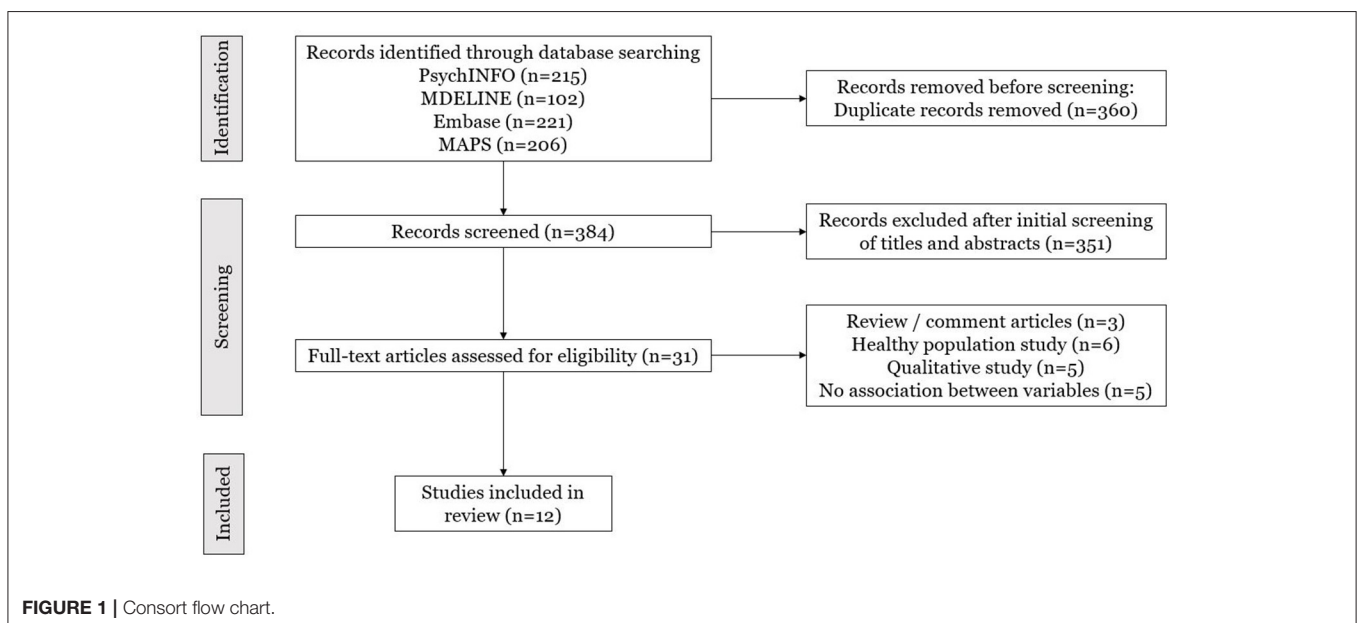 Identification
Records identified through database searching
PsychINFO (n=215)
MDELINE (n=102)
Embase (n=221)
MAPS (n=206)
Records removed before screening:
Duplicate records removed (n=360)
Screening
Records screened (n=384)
Records excluded after initial screening
of titles and abstracts (n=351)
Full-text articles assessed for eligibility (n=31)
Review / comment articles (n=3)
Healthy population study (n=6)
Qualitative study (n=5)
No association between variables (n=5)
Included
Studies included in
review (n=12)
FIGURE 1 | Consort flow chart.